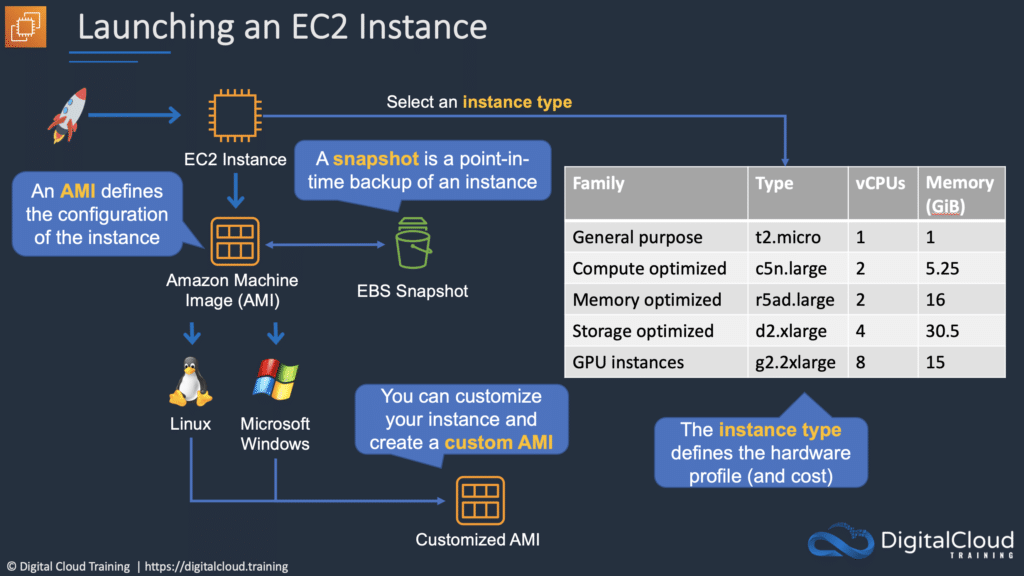 Launching an EC2 Instance
Select an instance type
EC2 Instance
A snapshot is a point-in-
time backup of an instance
An AMI defines
the configuration
of the instance
Amazon Machine
Image (AMI)
EBS Snapshot
Family Type vCPUs Memory
(GiB)
General purpose t2.micro 1 1
Compute optimized c5n.large 2 5.25
Memory optimized r5ad.large 2 16
Storage optimized d2.xlarge 4 30.5
GPU instances g2.2xlarge 8 15
Linux
Microsoft
Windows
You can customize
your instance and
create a custom AMI
The instance type
defines the hardware
profile (and cost)
Customized AMI
DigitalCloud
TRAINING
© Digital Cloud Training | https://digitalcloud.training